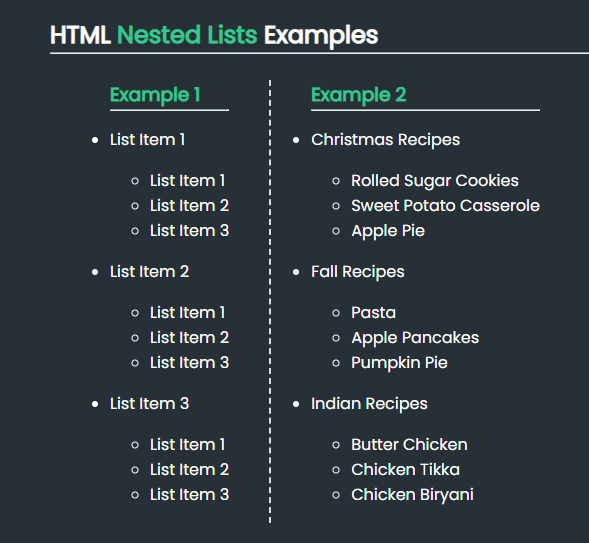 HTML Nested Lists Examples
Example 1
List Item 1
List Item 1
List Item 2
List Item 3
List Item 2
List Item 1
List Item 2
List Item 3
List Item 3
List Item 1
List Item 2
List Item 3
Example 2
Christmas Recipes
Rolled Sugar Cookies
Sweet Potato Casserole
Apple Pie
Fall Recipes
Pasta
Apple Pancakes
Pumpkin Pie
Indian Recipes
Butter Chicken
Chicken Tikka
Chicken Biryani